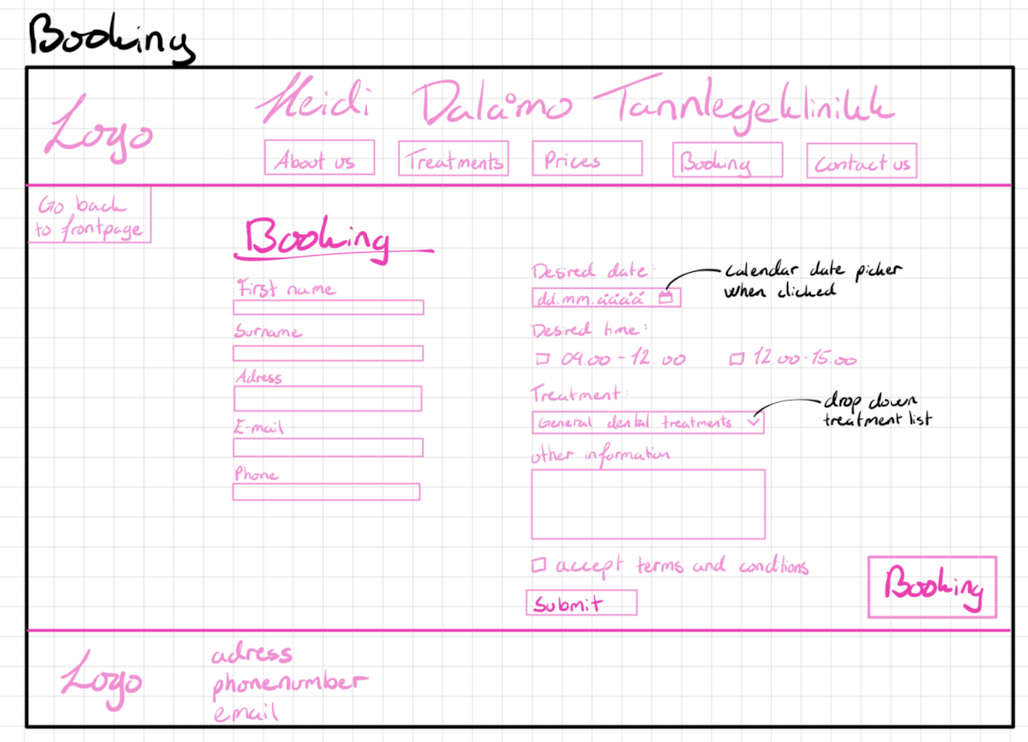 Booking
Logo
Heidi Dalåmo Tannlegeklinikk
About us
Treatments
Prices
Booking
Contact us
Go back
to frontpage
Booking
First name
Surname
Adress
E-mail
Phone
Desired date:
dd.mm.åååå
calendar date picker
when clicked
Desired time:
09.00-12.00
12.00-15.00
Treatment:
General dental treatments
drop down
treatment list
other information
accept terms and condtions
Submit
Booking
Logo
adress
phonenumber
email